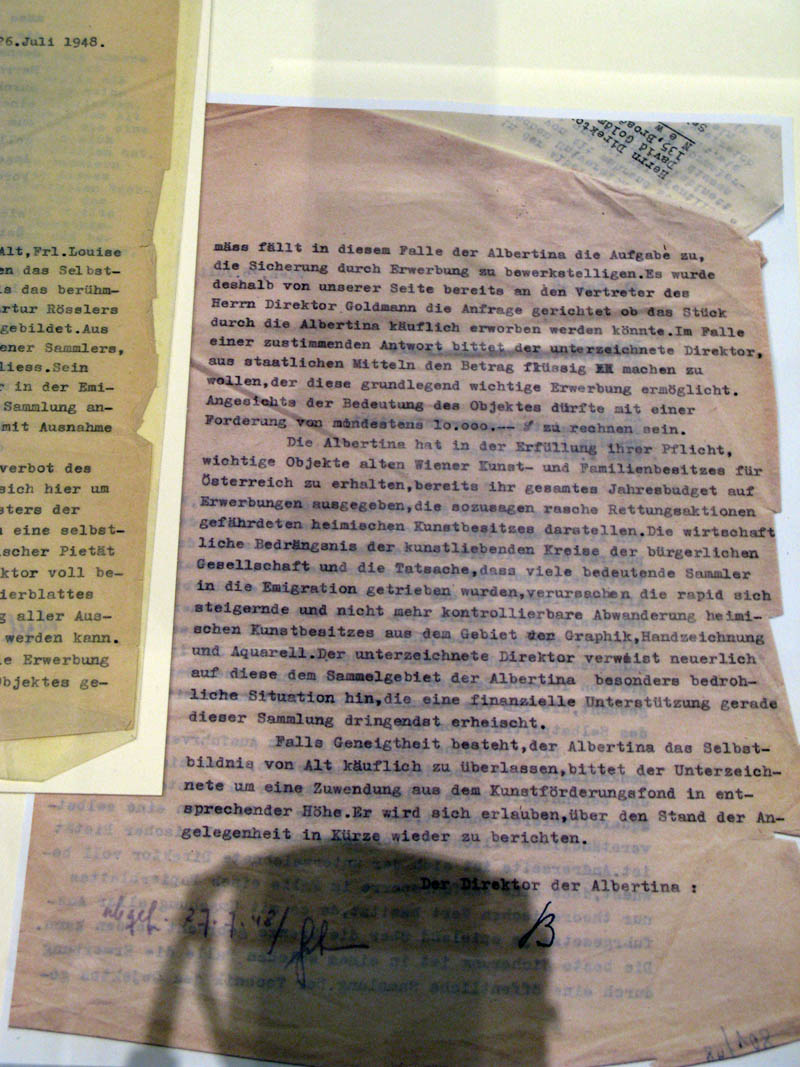 26.Juli 1948.
Alt,Frl.Louise
en das Selbst-
s das berühm-
rtur Rösslers
gebildet.Aus
ener Sammlers,
liess.Sein
r in der Emi-
Sammlung an-
mit Ausnahme
verbot des
sich hier um
sters der
eine selbst-
scher Pietät
ktor voll be-
ierblattes
g aller Aus-
werden kann.
e Erwerbung
Objektes ge-
Herrn Direkto
David Goldm
135, Broad
N e w
mäss fällt in diesem Falle der Albertina die Aufgabe zu,
die Sicherung durch Erwerbung zu bewerkstelligen.Es wurde
deshalb von unserer Seite bereits an den Vertreter des
Herrn Direktor Goldmann die Anfrage gerichtet ob das Stück
durch die Albertina käuflich erworben werden könnte.Im Falle
einer zustimmenden Antwort bittet der unterzeichnete Direktor,
aus staatlichen Mitteln den Betrag flüssig zu machen zu
wollen,der diese grundlegend wichtige Erwerbung ermöglicht.
Angesichts der Bedeutung des Objektes dürfte mit einer
Forderung von mindestens 10.000.-- S zu rechnen sein.
Die Albertina hat in der Erfüllung ihrer Pflicht,
wichtige Objekte alten Wiener Kunst- und Familienbesitzes für
Österreich zu erhalten,bereits ihr gesamtes Jahresbudget auf
Erwerbungen ausgegeben,die sozusagen rasche Rettungsaktionen
gefährdeten heimischen Kunstbesitzes darstellen.Die wirtschaft
liche Bedrängnis der kunstliebenden Kreise der bürgerlichen
Gesellschaft und die Tatsache,dass viele bedeutende Sammler
in die Emigration getrieben wurden,verursachen die rapid sich
steigernde und nicht mehr kontrollierbare Abwanderung heimi-
schen Kunstbesitzes aus dem Gebiet der Graphik,Handzeichnung
und Aquarell.Der unterzeichnete Direktor verweist neuerlich
auf diese dem Sammelgebiet der Albertina besonders bedroh-
liche Situation hin,die eine finanzielle Unterstützung gerade
dieser Sammlung dringendst erheischt.
Falls Geneigtheit besteht,der Albertina das Selbst-
bildnis von Alt käuflich zu überlassen,bittet der Unterzeich-
nete um eine Zuwendung aus dem Kunstförderungsfond in ent-
sprechender Höhe.Er wird sich erlauben,über den Stand der An-
gelegenheit in Kürze wieder zu berichten.
Der Direktor der Albertina :
abgef. 27.7.48/
B